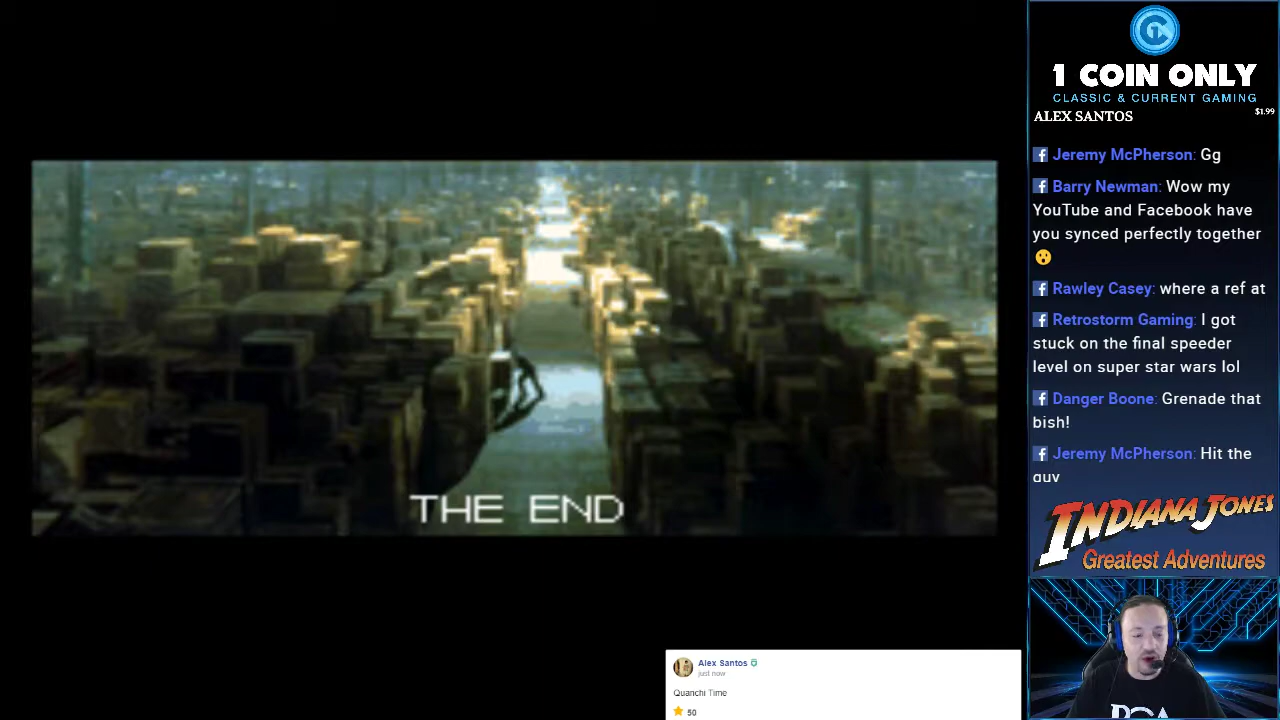 1 COIN ONLY
CLASSIC & CURRENT GAMING
ALEX SANTOS
$1.99
Jeremy McPherson: Gg
Barry Newman: Wow my
YouTube and Facebook have
you synced perfectly together
😮
Rawley Casey: where a ref at
Retrostorm Gaming: I got
stuck on the final speeder
level on super star wars lol
Danger Boone: Grenade that
bish!
Jeremy McPherson: Hit the
guy
THE END
INDIANA JONES
Greatest Adventures
Alex Santos
just now
Quanchi Time
50